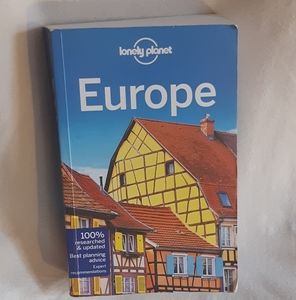 lonely planet
Europe
100%
researched
& updated
Best planning
advice
Expert
recommendations